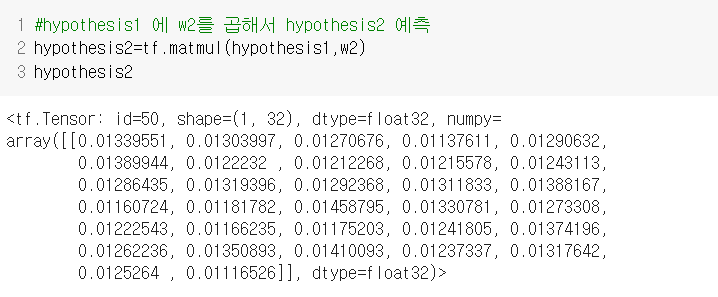 1 #hypothesis1 에 w2를 곱해서 hypothesis2 예측
2 hypothesis2=tf.matmul(hypothesis1,w2)
3 hypothesis2
<tf.Tensor: id=50, shape=(1, 32), dtype=float32, numpy=
array([[0.01339551, 0.01303997, 0.01270676, 0.01137611, 0.01290632,
0.01389944, 0.0122232 , 0.01212268, 0.01215578, 0.01243113,
0.01286435, 0.01319396, 0.01292368, 0.01311833, 0.01388167,
0.01160724, 0.01181782, 0.01458795, 0.01330781, 0.01273308,
0.01222543, 0.01166235, 0.01175203, 0.01241805, 0.01374196,
0.01262236, 0.01350893, 0.01410093, 0.01237337, 0.01317642,
0.0125264 , 0.01116526]], dtype=float32)>